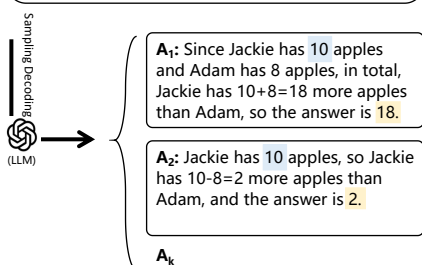 Sampling Decoding
(LLM)
A₁: Since Jackie has 10 apples
and Adam has 8 apples, in total,
Jackie has 10+8=18 more apples
than Adam, so the answer is 18.
A₂: Jackie has 10 apples, so Jackie
has 10-8=2 more apples than
Adam, and the answer is 2.
Aₖ